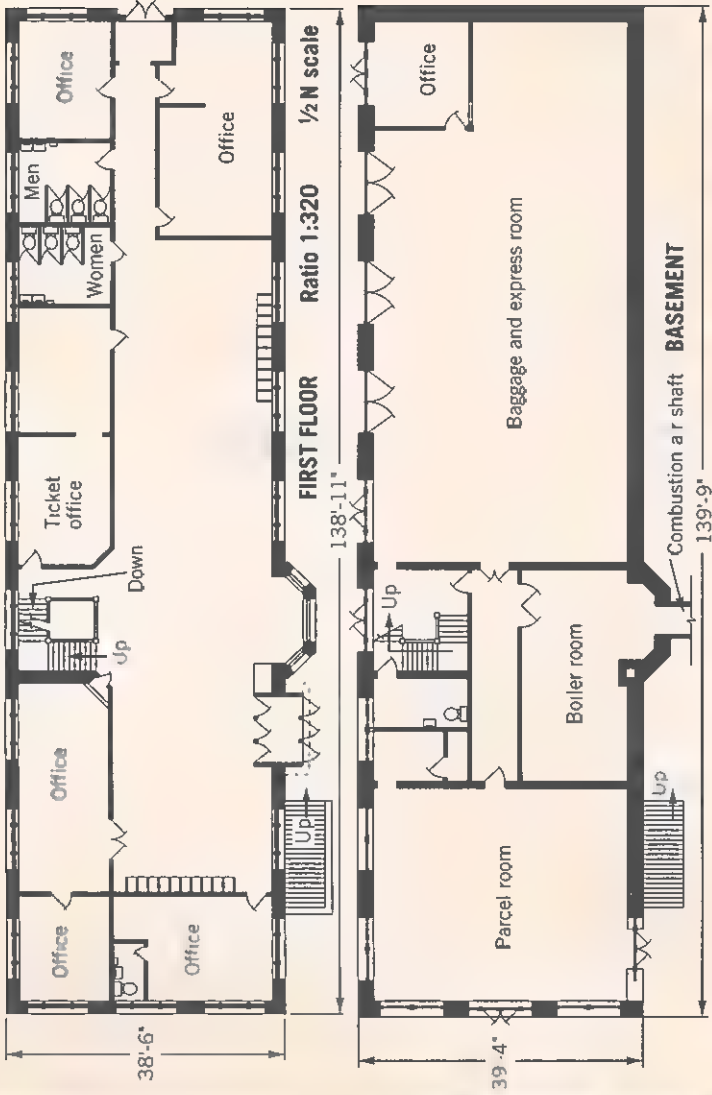 Office
Men
Women
Office
Ticket
office
Down
Up
Office
Office
Office
Up
38'-6"
FIRST FLOOR Ratio 1:320 ½ N scale
138'-11"
Office
Baggage and express room
Up
Boiler room
Parcel room
Up
39'-4"
Combustion a r shaft BASEMENT
139'-9"